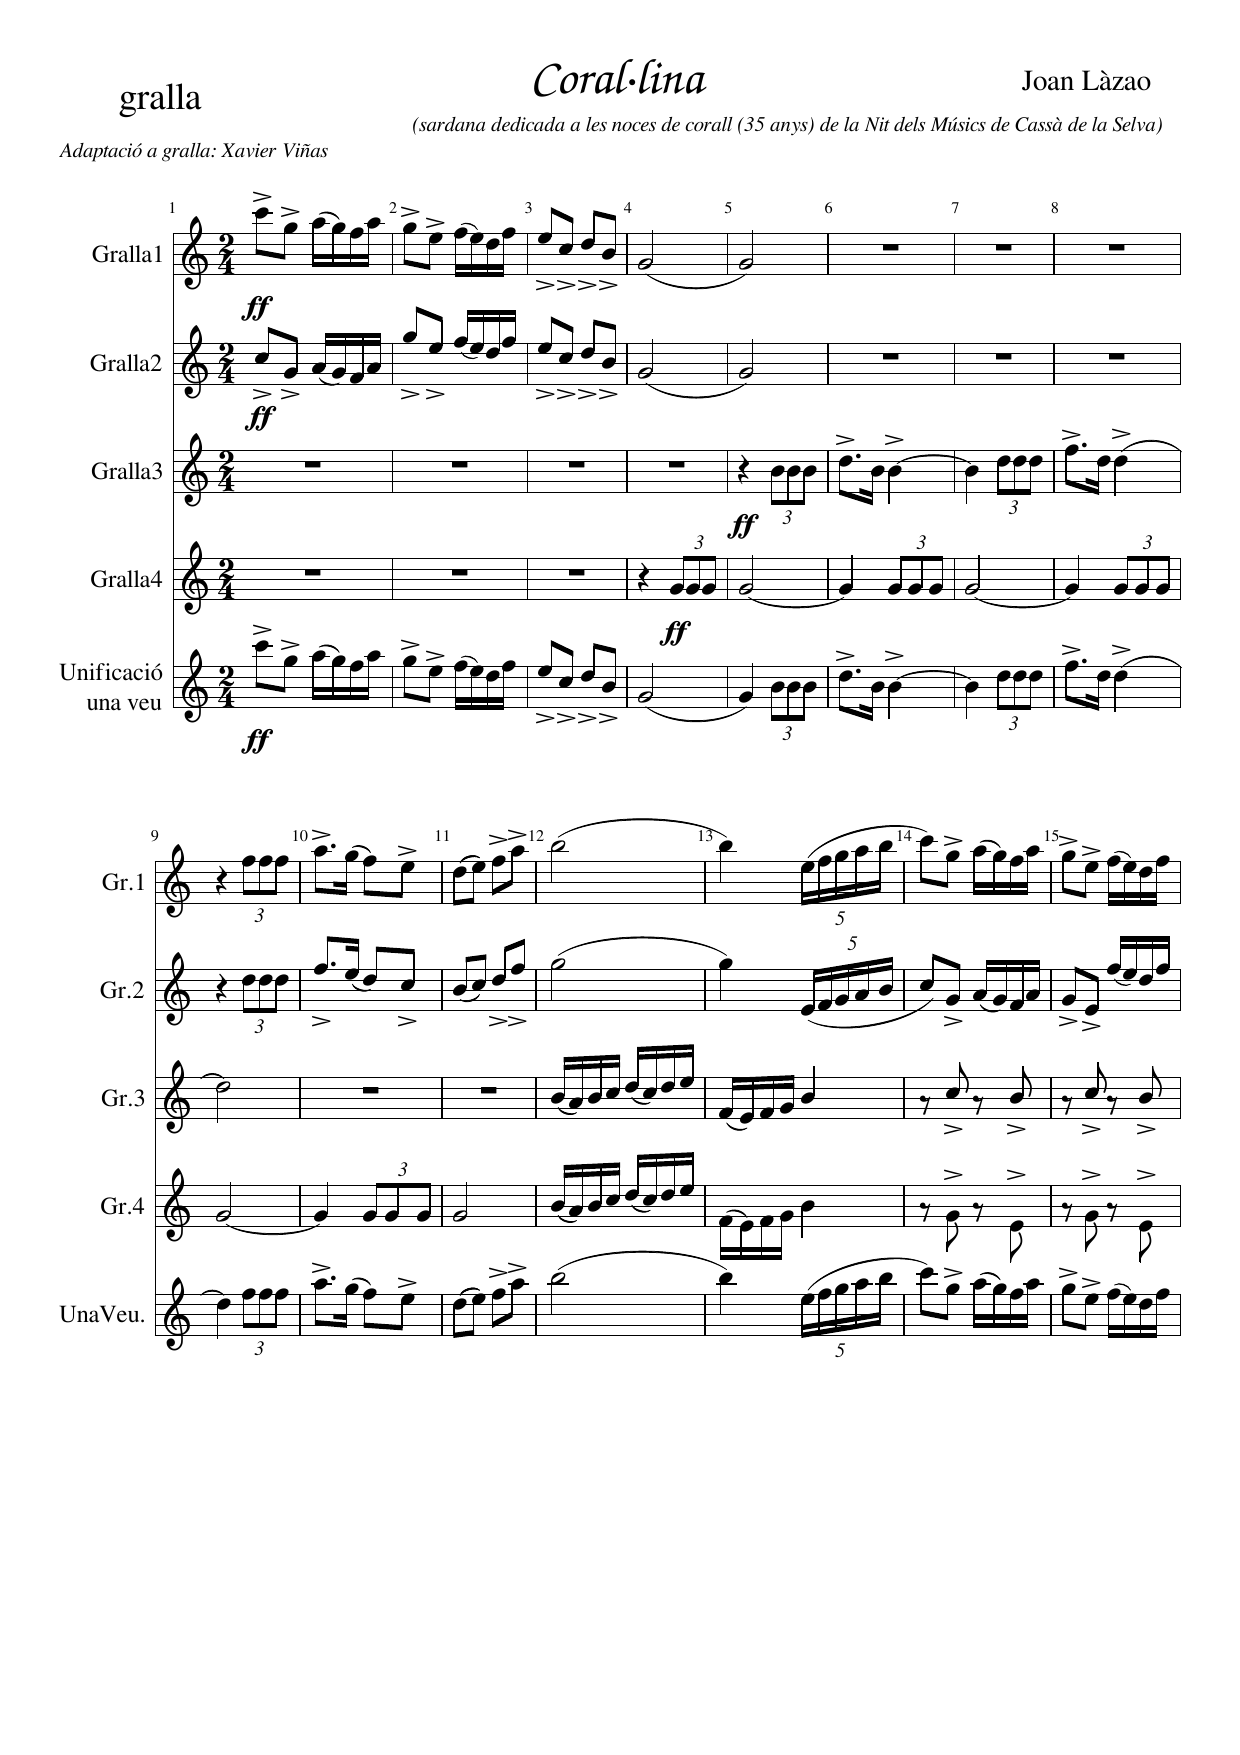 gralla
Coral·lina
Joan Làzao
(sardana dedicada a les noces de corall (35 anys) de la Nit dels Músics de Cassà de la Selva)
Adaptació a gralla: Xavier Viñas
1 2 3 4 5 6 7 8
Gralla1
ff
Gralla2
ff
Gralla3
3 3
ff
Gralla4
3 3 3
ff
Unificació
una veu
3 3
ff
9 10 11 12 13 14 15
Gr.1
3 5
Gr.2
5
3
Gr.3
Gr.4
3
UnaVeu.
3 5